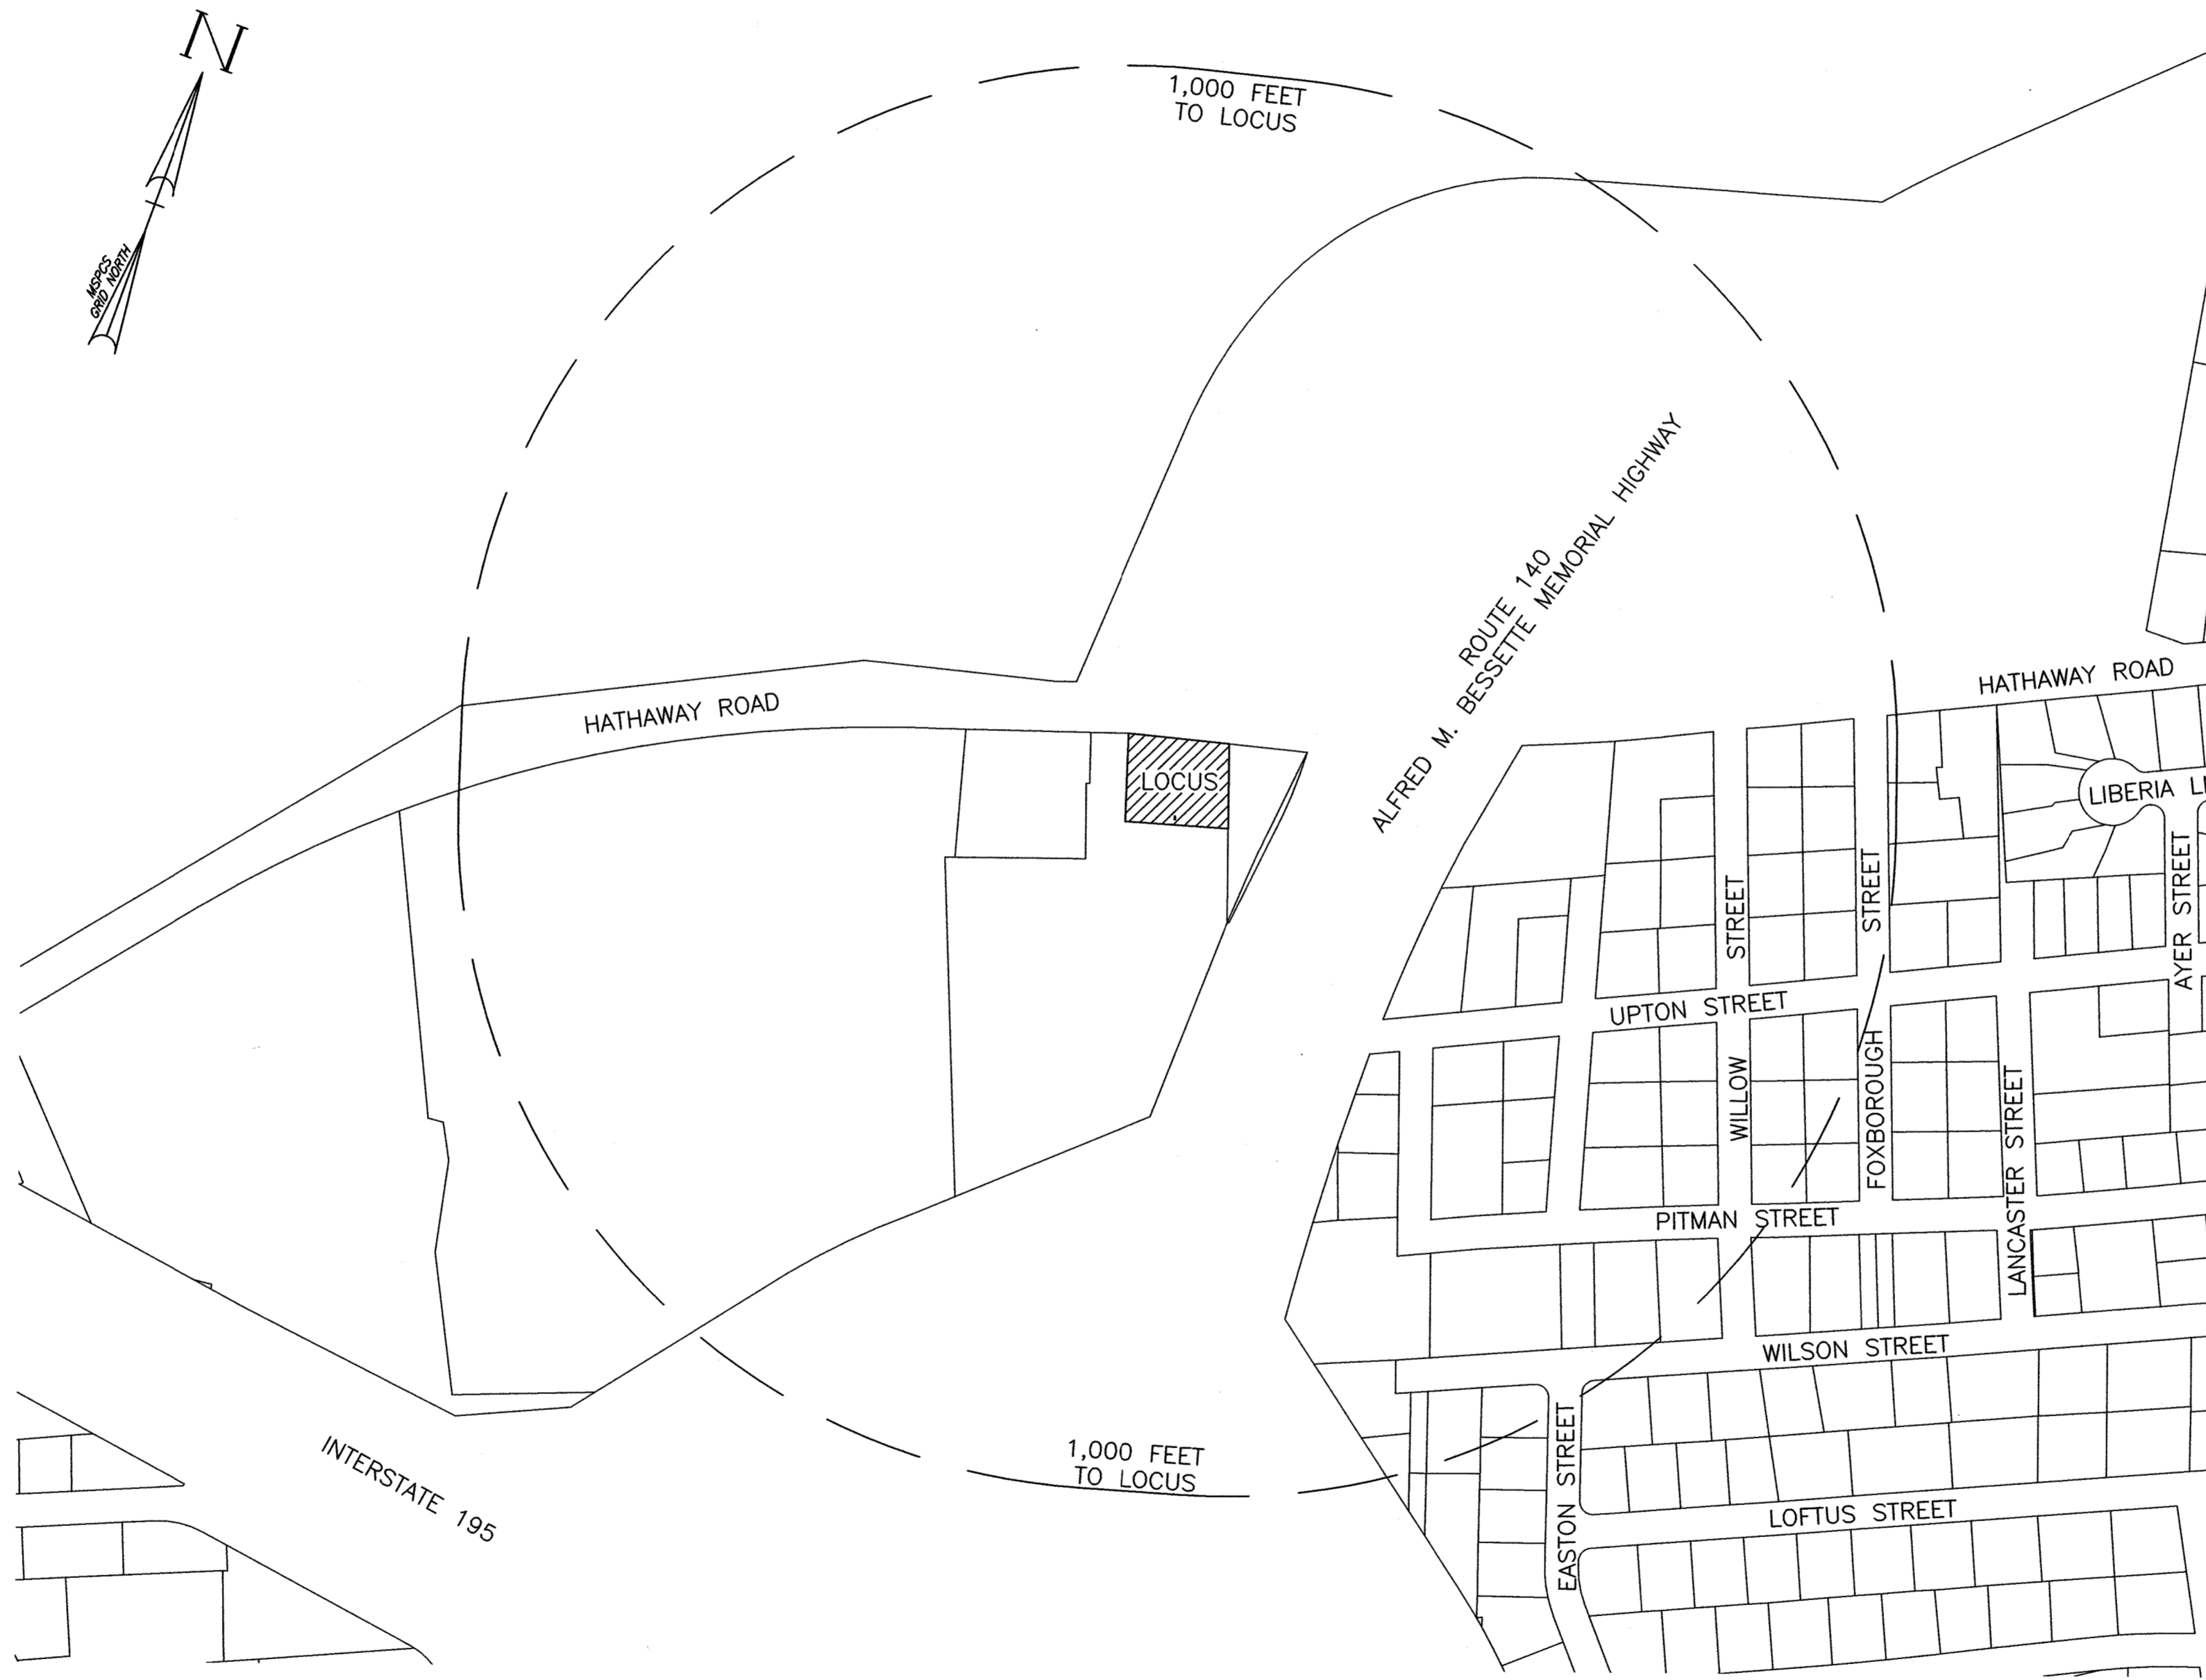 N
MSPCS
GRID NORTH
1,000 FEET
TO LOCUS
ROUTE 140
ALFRED M. BESSETTE MEMORIAL HIGHWAY
HATHAWAY ROAD
HATHAWAY ROAD
LOCUS
LIBERIA
AYER STREET
STREET
STREET
UPTON STREET
WILLOW
FOXBOROUGH
LANCASTER STREET
PITMAN STREET
WILSON STREET
1,000 FEET
TO LOCUS
INTERSTATE 195
EASTON STREET
LOFTUS STREET